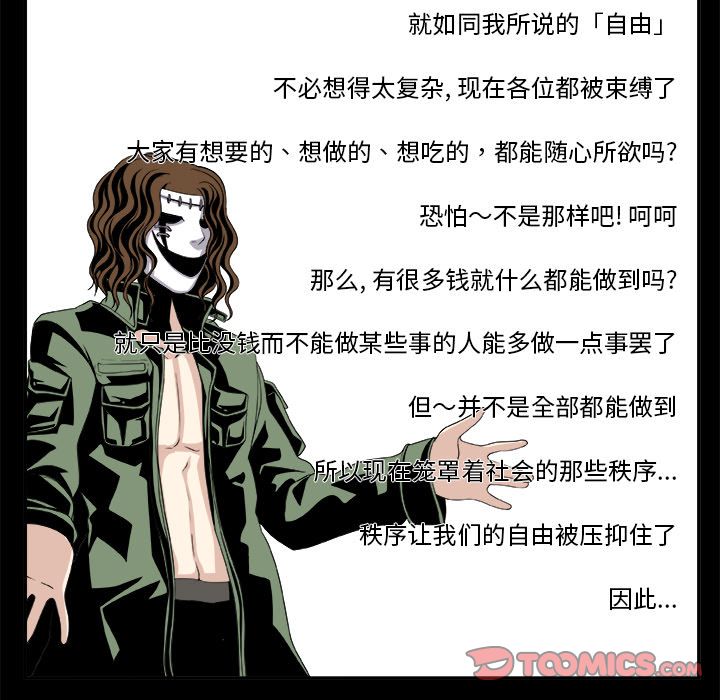 就如同我所说的「自由」
不必想得太复杂, 现在各位都被束缚了
大家有想要的、想做的、想吃的，都能随心所欲吗?
恐怕～不是那样吧! 呵呵
那么, 有很多钱就什么都能做到吗?
就只是比没钱而不能做某些事的人能多做一点事罢了
但～并不是全部都能做到
所以现在笼罩着社会的那些秩序...
秩序让我们的自由被压抑住了
因此...
TOOMICS.COM